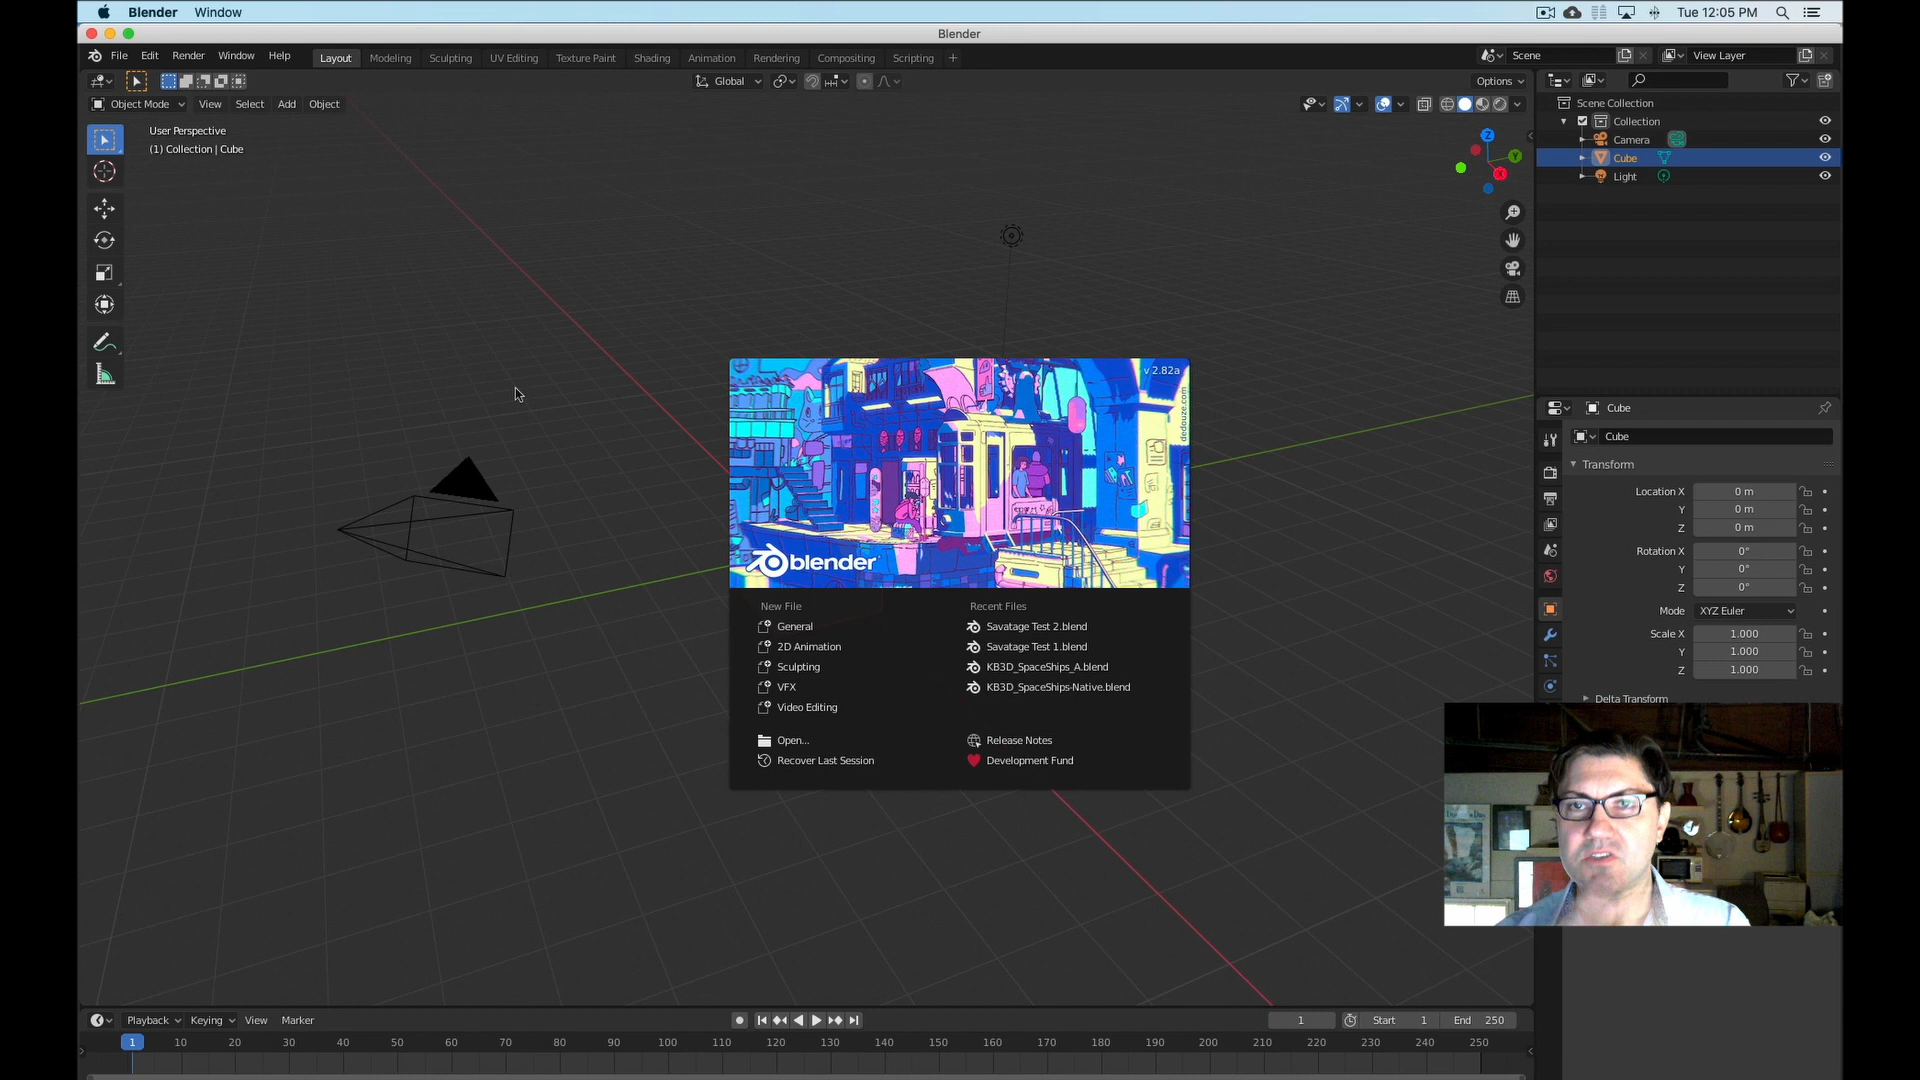 Blender Window Tue 12:05 PM
Blender
File Edit Render Window Help Layout Modeling Sculpting UV Editing Texture Paint Shading Animation Rendering Compositing Scripting + Scene View Layer
Global Options
Object Mode View Select Add Object
User Perspective
(1) Collection | Cube
Z
Y
X
Scene Collection
Collection
Camera
Cube
Light
v 2.82a
dedouze.com
blender
New File
General
2D Animation
Sculpting
VFX
Video Editing
Open...
Recover Last Session
Recent Files
Savatage Test 2.blend
Savatage Test 1.blend
KB3D_SpaceShips_A.blend
KB3D_SpaceShips-Native.blend
Release Notes
Development Fund
Cube
Cube
Transform
Location X 0 m
Y 0 m
Z 0 m
Rotation X 0°
Y 0°
Z 0°
Mode XYZ Euler
Scale X 1.000
Y 1.000
Z 1.000
Delta Transform
Playback Keying View Marker 1 Start 1 End 250
1 10 20 30 40 50 60 70 80 90 100 110 120 130 140 150 160 170 180 190 200 210 220 230 240 250